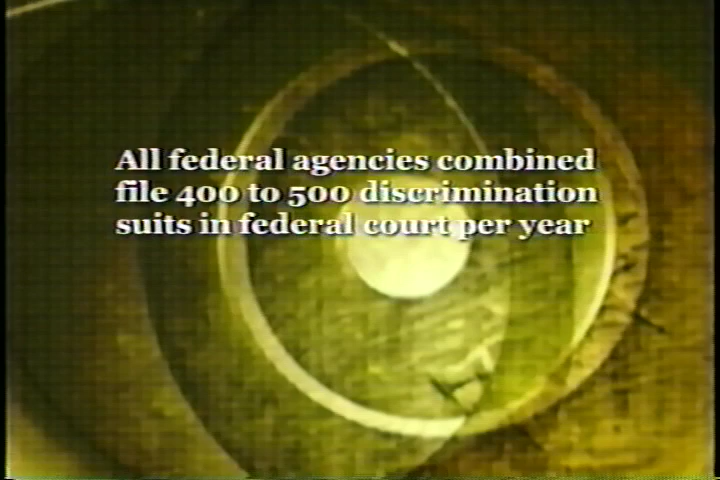 All federal agencies combined
file 400 to 500 discrimination
suits in federal court per year